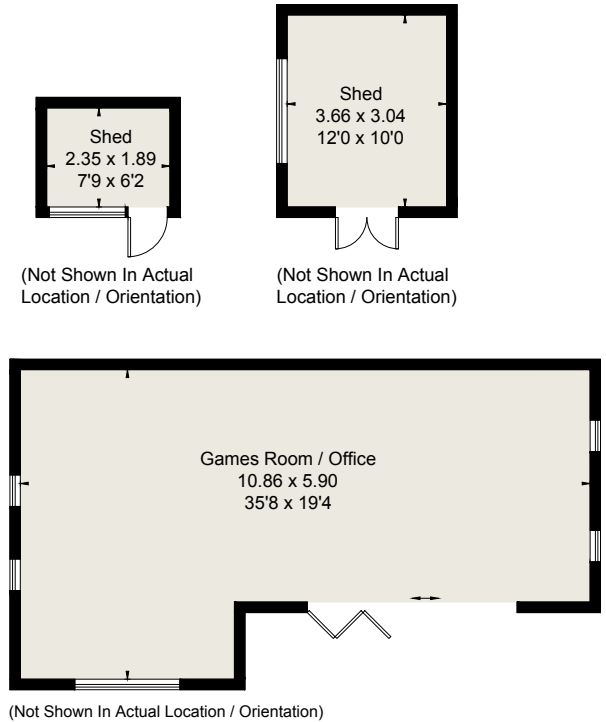 Shed
2.35 x 1.89
7'9 x 6'2
(Not Shown In Actual
Location / Orientation)
Shed
3.66 x 3.04
12'0 x 10'0
(Not Shown In Actual
Location / Orientation)
Games Room / Office
10.86 x 5.90
35'8 x 19'4
(Not Shown In Actual Location / Orientation)